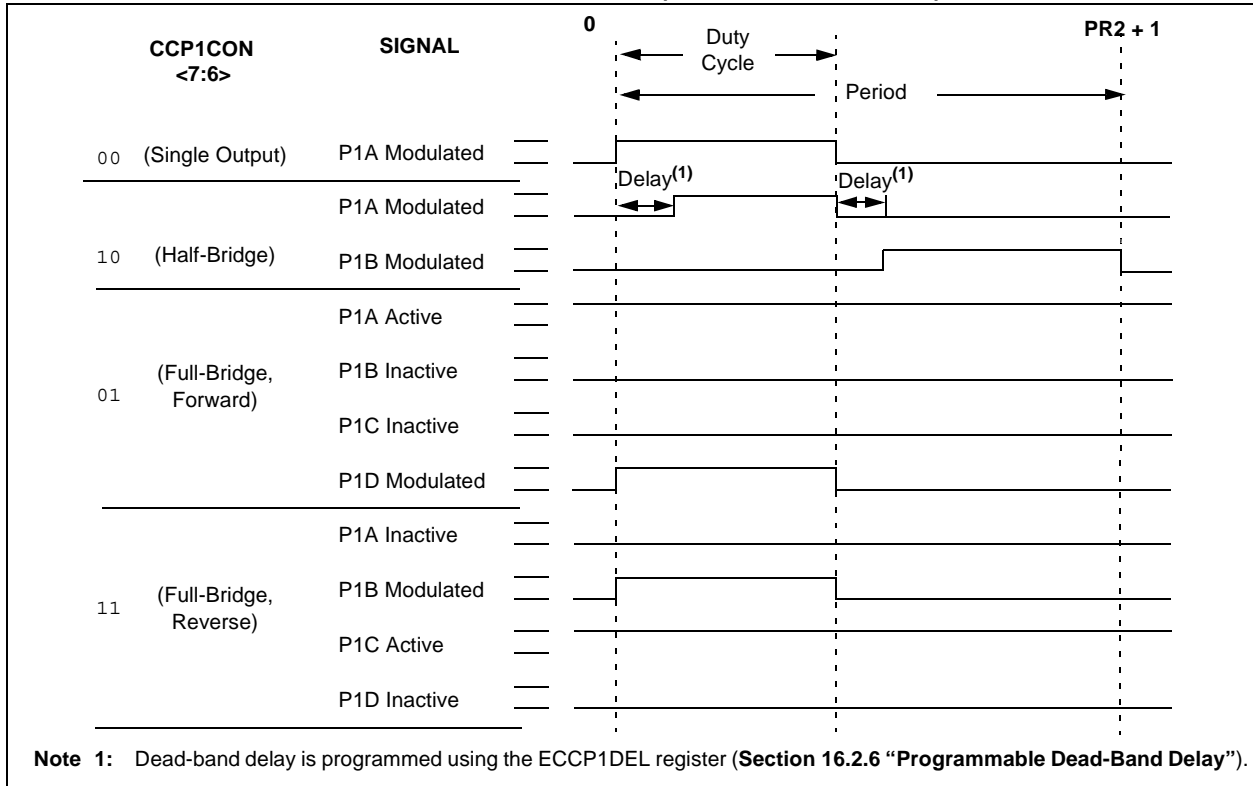 CCP1CON
<7:6>
SIGNAL
0
Duty
Cycle
PR2 + 1
Period
00 (Single Output) P1A Modulated
Delay(1) Delay(1)
P1A Modulated
10 (Half-Bridge) P1B Modulated
P1A Active
01 (Full-Bridge,
Forward)
P1B Inactive
P1C Inactive
P1D Modulated
P1A Inactive
11 (Full-Bridge,
Reverse)
P1B Modulated
P1C Active
P1D Inactive
Note 1: Dead-band delay is programmed using the ECCP1DEL register (Section 16.2.6 “Programmable Dead-Band Delay”).